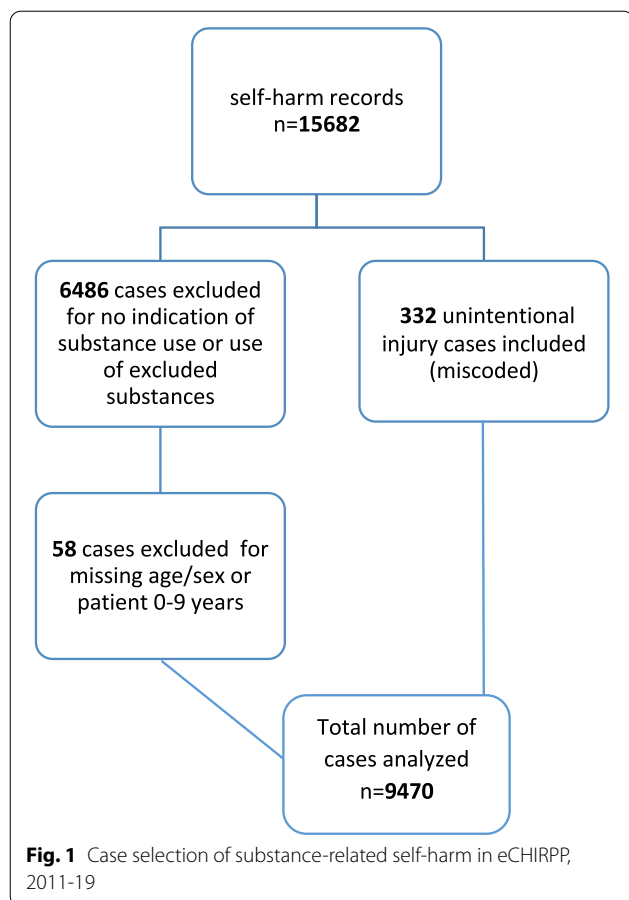 self-harm records
n=15682
6486 cases excluded
for no indication of
substance use or use
of excluded
substances
332 unintentional
injury cases included
(miscoded)
58 cases excluded for
missing age/sex or
patient 0-9 years
Total number of
cases analyzed
n=9470
Fig. 1 Case selection of substance-related self-harm in eCHIRPP,
2011-19